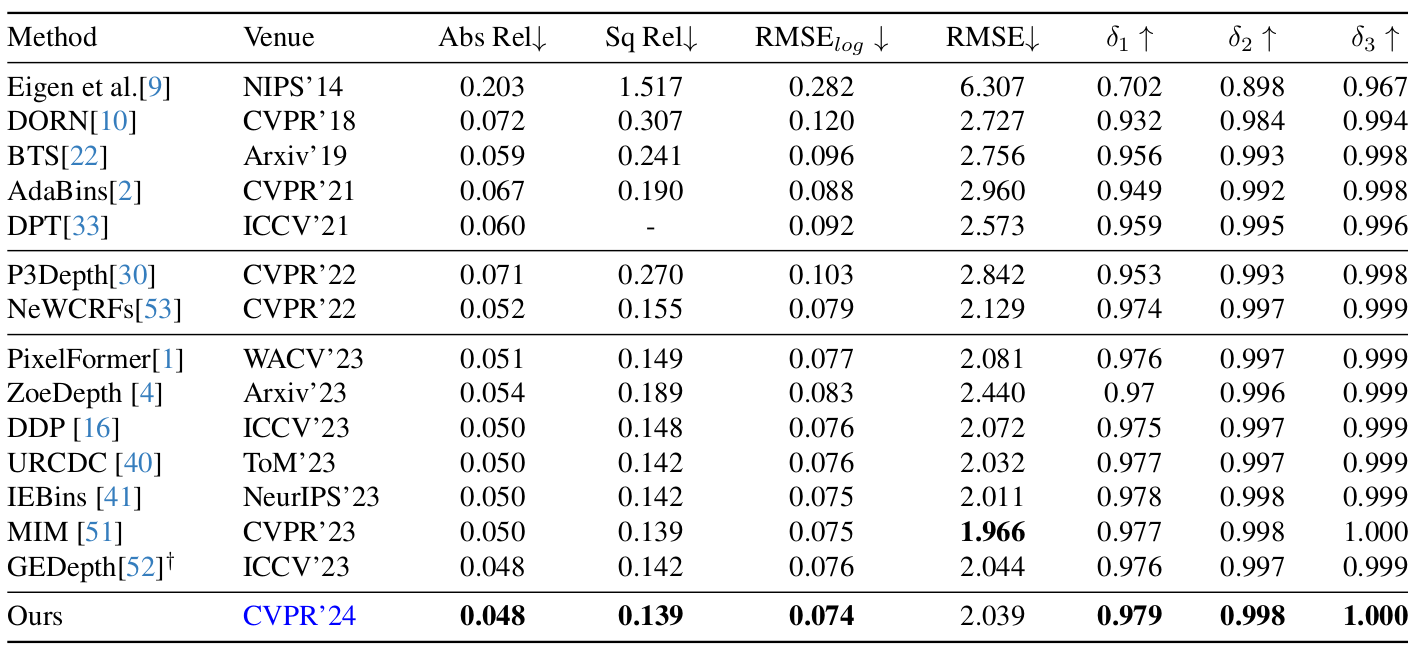 Method Venue Abs Rel↓ Sq Rel↓ RMSE_log ↓ RMSE↓ δ1 ↑ δ2 ↑ δ3 ↑
Eigen et al.[9] NIPS’14 0.203 1.517 0.282 6.307 0.702 0.898 0.967
DORN[10] CVPR’18 0.072 0.307 0.120 2.727 0.932 0.984 0.994
BTS[22] Arxiv’19 0.059 0.241 0.096 2.756 0.956 0.993 0.998
AdaBins[2] CVPR’21 0.067 0.190 0.088 2.960 0.949 0.992 0.998
DPT[33] ICCV’21 0.060 - 0.092 2.573 0.959 0.995 0.996
P3Depth[30] CVPR’22 0.071 0.270 0.103 2.842 0.953 0.993 0.998
NeWCRFs[53] CVPR’22 0.052 0.155 0.079 2.129 0.974 0.997 0.999
PixelFormer[1] WACV’23 0.051 0.149 0.077 2.081 0.976 0.997 0.999
ZoeDepth [4] Arxiv’23 0.054 0.189 0.083 2.440 0.97 0.996 0.999
DDP [16] ICCV’23 0.050 0.148 0.076 2.072 0.975 0.997 0.999
URCDC [40] ToM’23 0.050 0.142 0.076 2.032 0.977 0.997 0.999
IEBins [41] NeurIPS’23 0.050 0.142 0.075 2.011 0.978 0.998 0.999
MIM [51] CVPR’23 0.050 0.139 0.075 1.966 0.977 0.998 1.000
GEDepth[52]† ICCV’23 0.048 0.142 0.076 2.044 0.976 0.997 0.999
Ours CVPR’24 0.048 0.139 0.074 2.039 0.979 0.998 1.000